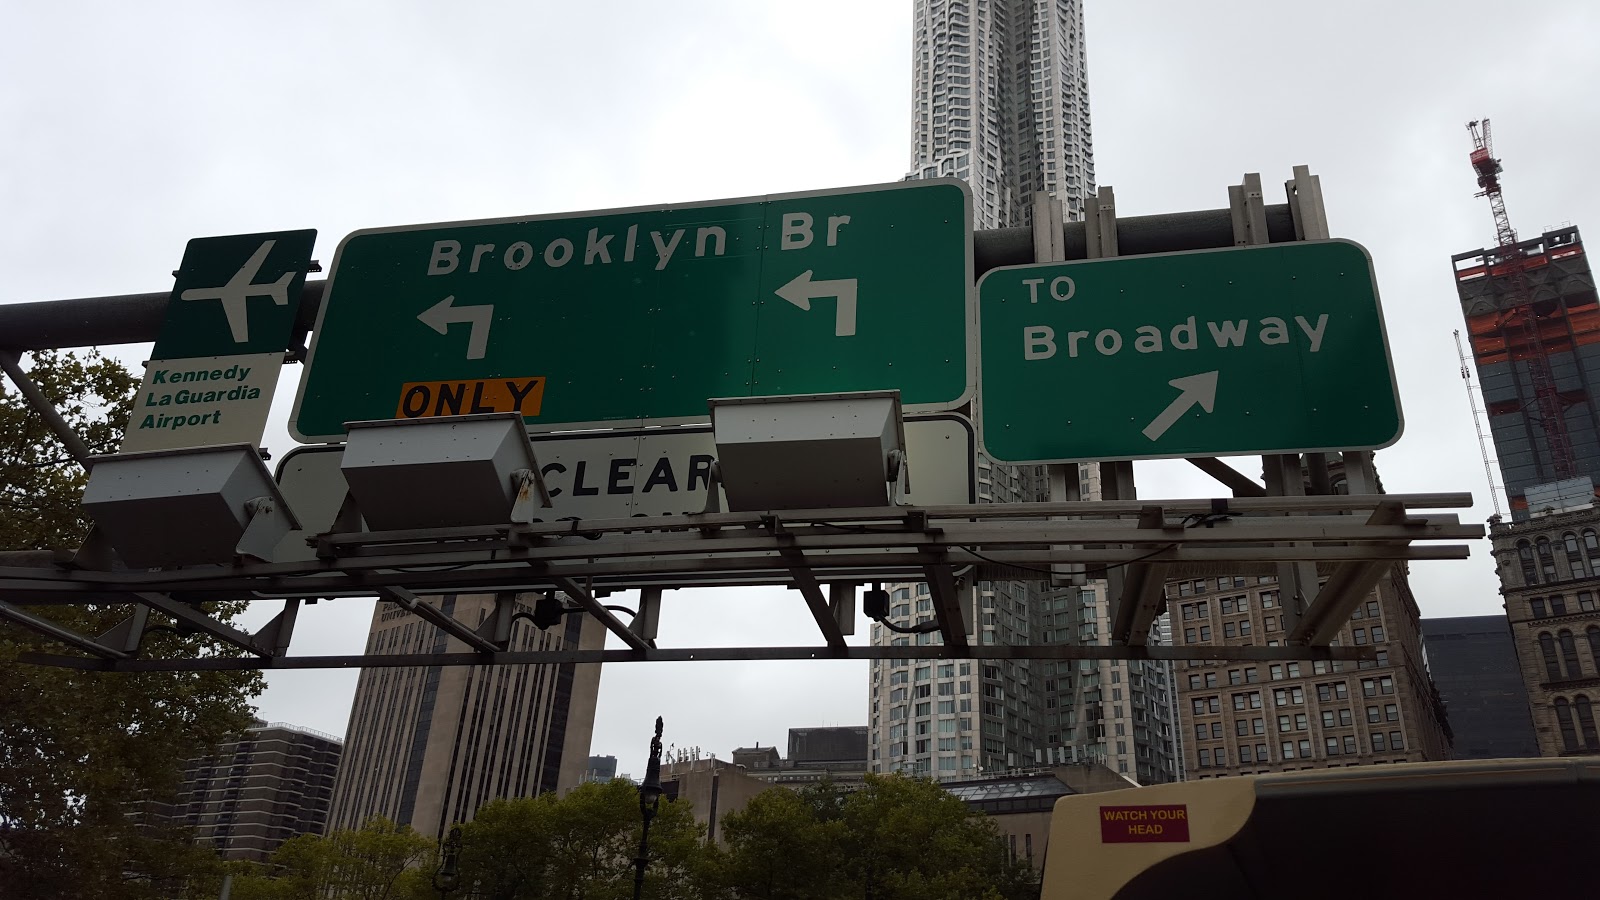 Kennedy
LaGuardia
Airport
Brooklyn Br
ONLY
TO
Broadway
CLEAR
WATCH YOUR
HEAD